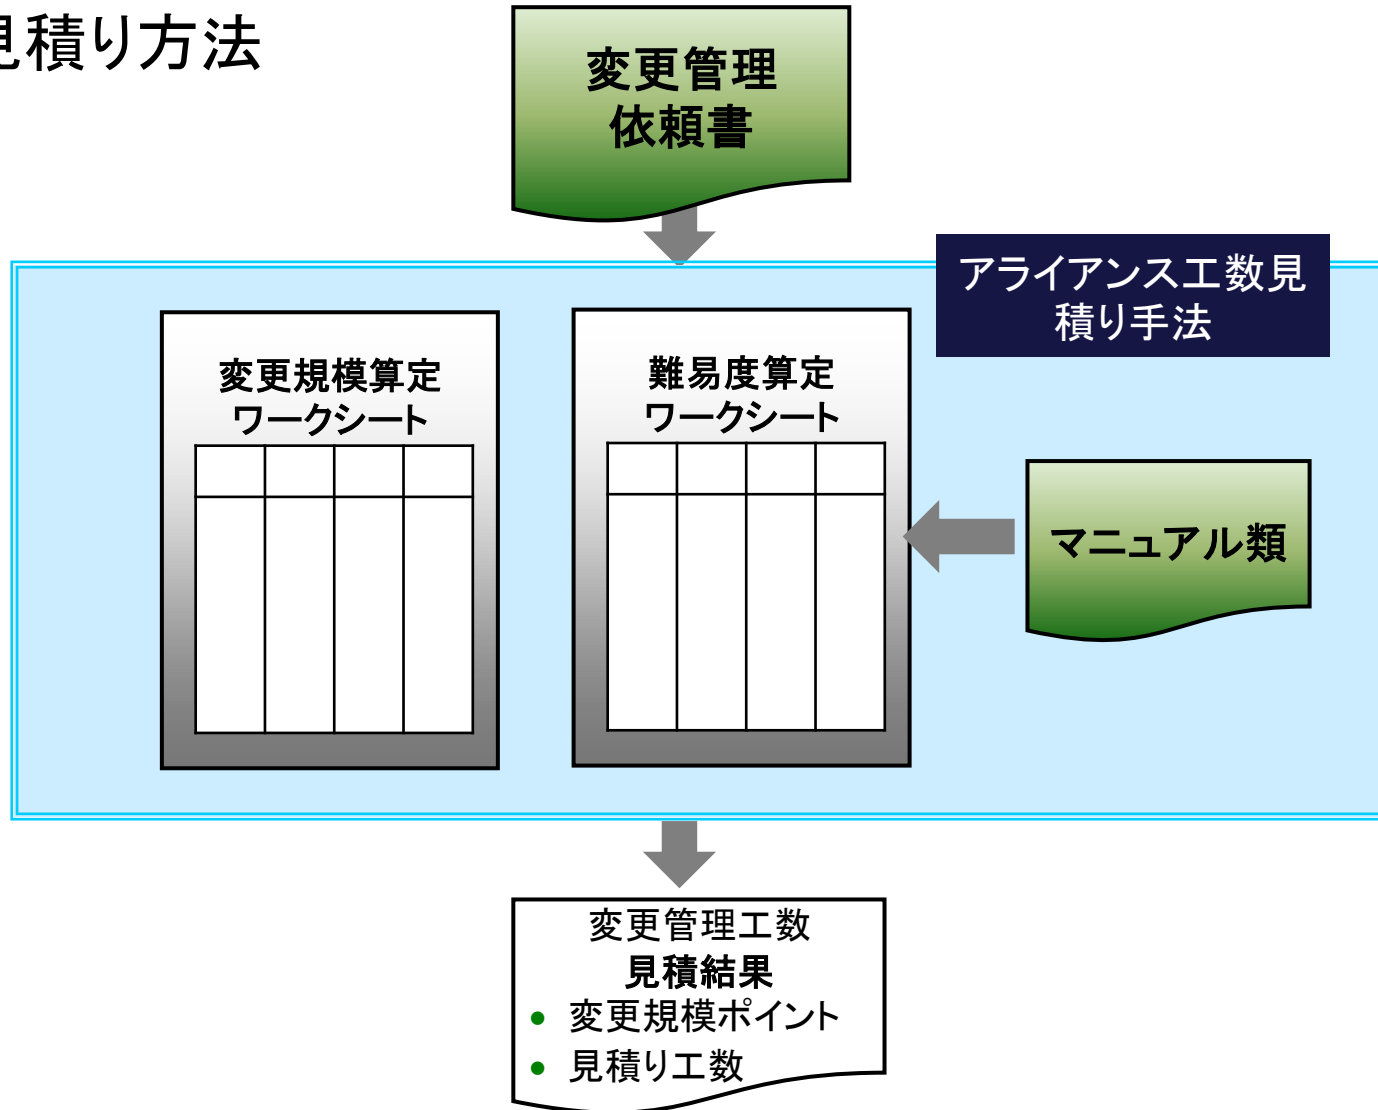 見積り方法
変更管理
依頼書
アライアンス工数見
積り手法
変更規模算定
ワークシート
難易度算定
ワークシート
マニュアル類
変更管理工数
見積結果
● 変更規模ポイント
● 見積り工数